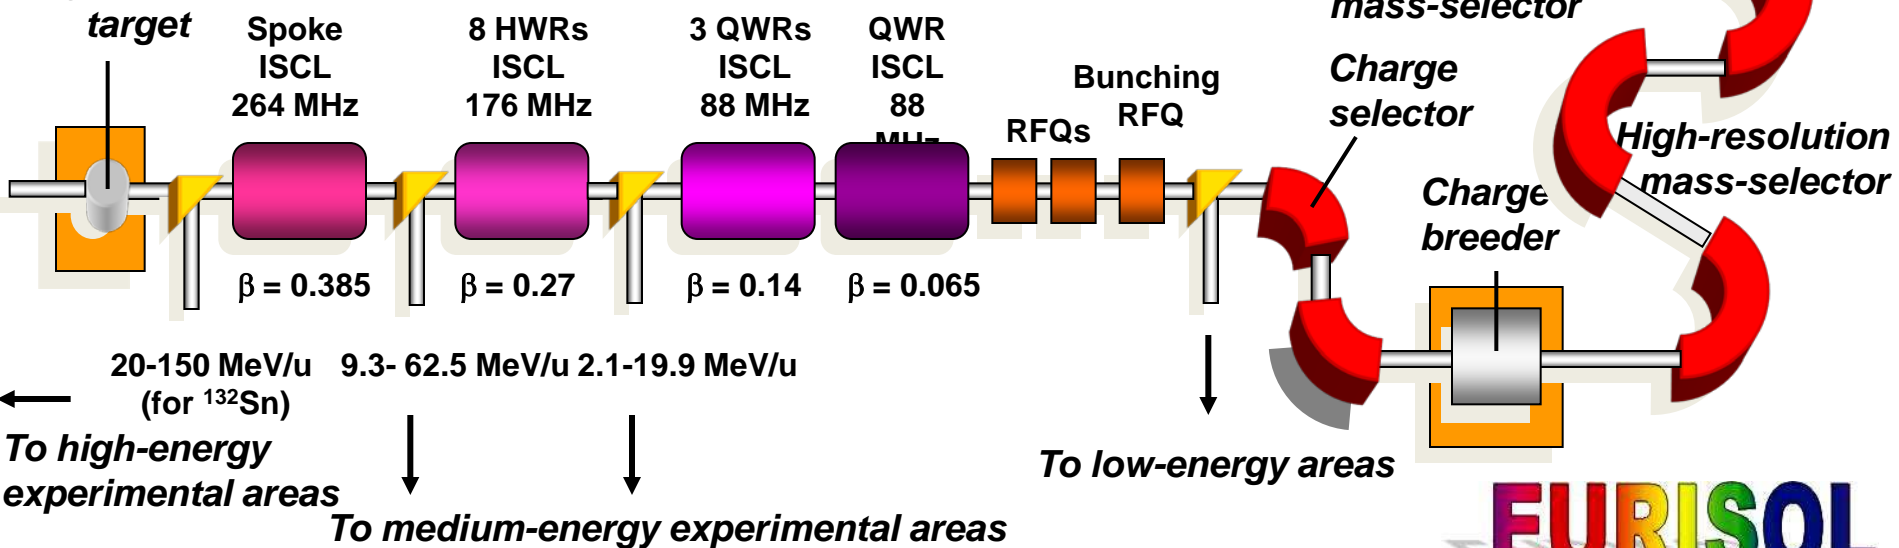 target
Spoke
ISCL
264 MHz
8 HWRs
ISCL
176 MHz
3 QWRs
ISCL
88 MHz
QWR
ISCL
88
MHz
RFQs
Bunching
RFQ
mass-selector
Charge
selector
High-resolution
mass-selector
Charge
breeder
β = 0.385
β = 0.27
β = 0.14
β = 0.065
20-150 MeV/u
(for ¹³²Sn)
9.3- 62.5 MeV/u
2.1-19.9 MeV/u
To high-energy
experimental areas
To medium-energy experimental areas
To low-energy areas
EURISOL